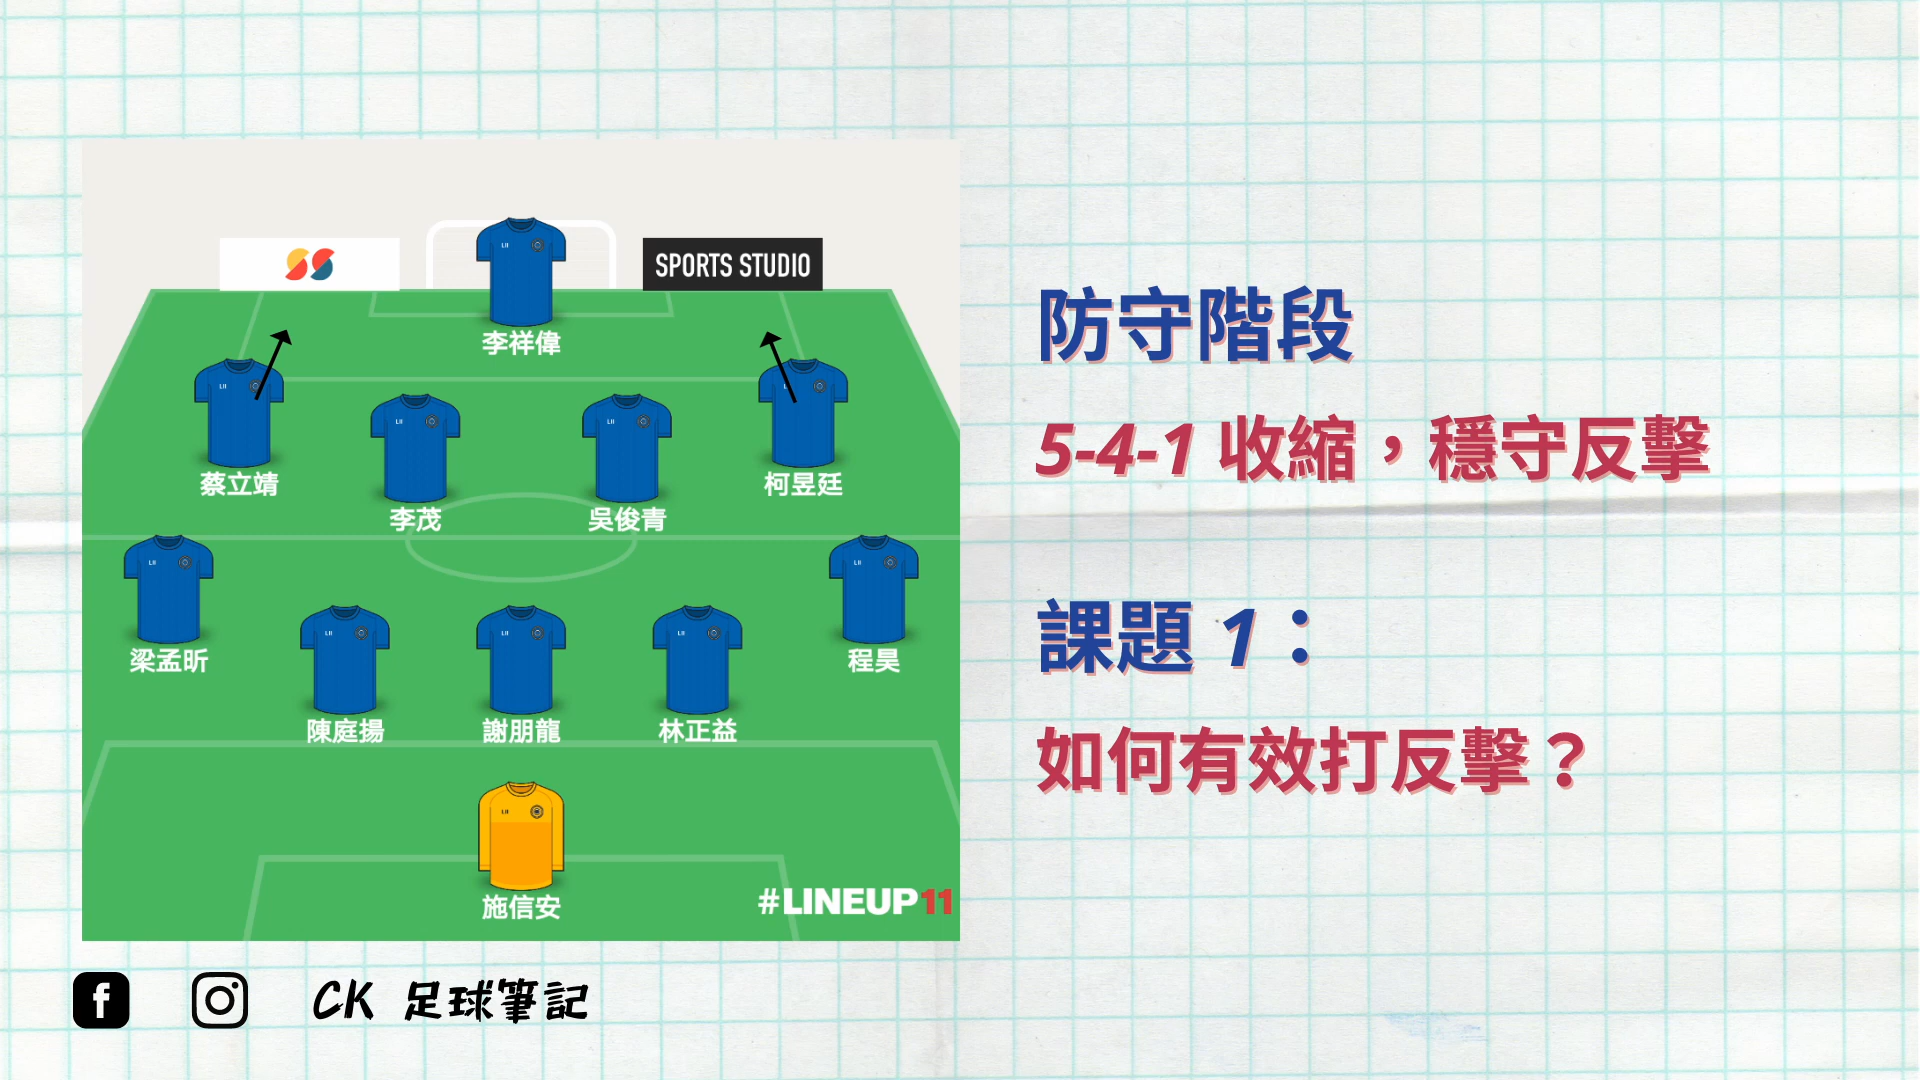 SPORTS STUDIO
李祥偉
蔡立靖
柯昱廷
李茂
吳俊青
梁孟昕
程昊
陳庭揚
謝朋龍
林正益
施信安
#LINEUP11
防守階段
5-4-1 收縮，穩守反擊
課題 1：
如何有效打反擊？
CK 足球筆記